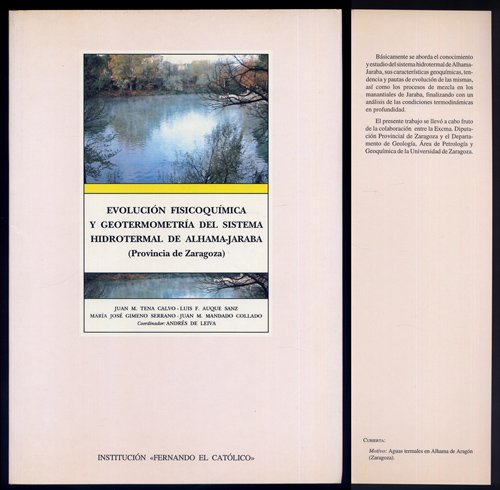 EVOLUCIÓN FISICOQUÍMICA
Y GEOTERMOMETRÍA DEL SISTEMA
HIDROTERMAL DE ALHAMA-JARABA
(Provincia de Zaragoza)
JUAN M. TENA CALVO - LUIS F. AUQUE SANZ
MARÍA JOSÉ GIMENO SERRANO - JUAN M. MANDADO COLLADO
Coordinador: ANDRÉS DE LEIVA
INSTITUCIÓN «FERNANDO EL CATÓLICO»
Básicamente se aborda el conocimiento
y estudio del sistema hidrotermal de Alhama-
Jaraba, sus características geoquímicas, ten-
dencia y pautas de evolución de las mismas,
así como los procesos de mezcla en los
manantiales de Jaraba, finalizando con un
análisis de las condiciones termodinámicas
en profundidad.
El presente trabajo se llevó a cabo fruto
de la colaboración entre la Excma. Diputa-
ción Provincial de Zaragoza y el Departa-
mento de Geología, Área de Petrología y
Geoquímica de la Universidad de Zaragoza.
CUBIERTA:
Motivo: Aguas termales en Alhama de Aragón
(Zaragoza).